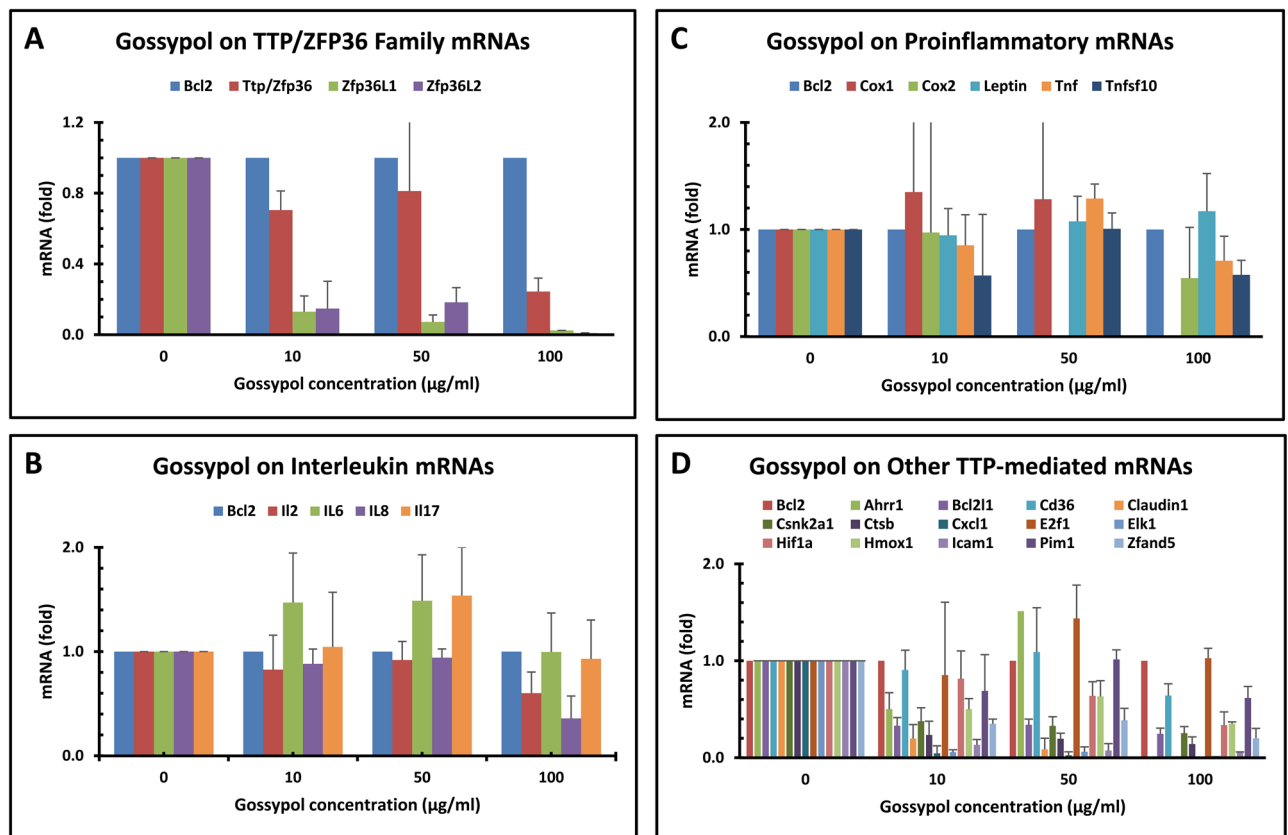 A
Gossypol on TTP/ZFP36 Family mRNAs
Bcl2 Ttp/Zfp36 Zfp36L1 Zfp36L2
1.2
0.8
0.4
0.0
mRNA (fold)
0 10 50 100
Gossypol concentration (µg/ml)
C
Gossypol on Proinflammatory mRNAs
Bcl2 Cox1 Cox2 Leptin Tnf Tnfsf10
2.0
1.0
0.0
mRNA (fold)
0 10 50 100
Gossypol concentration (µg/ml)
B
Gossypol on Interleukin mRNAs
Bcl2 Il2 IL6 IL8 Il17
2.0
1.0
0.0
mRNA (fold)
0 10 50 100
Gossypol concentration (µg/ml)
D
Gossypol on Other TTP-mediated mRNAs
Bcl2 Ahrr1 Bcl2l1 Cd36 Claudin1
Csnk2a1 Ctsb Cxcl1 E2f1 Elk1
Hif1a Hmox1 Icam1 Pim1 Zfand5
2.0
1.0
0.0
mRNA (fold)
0 10 50 100
Gossypol concentration (µg/ml)